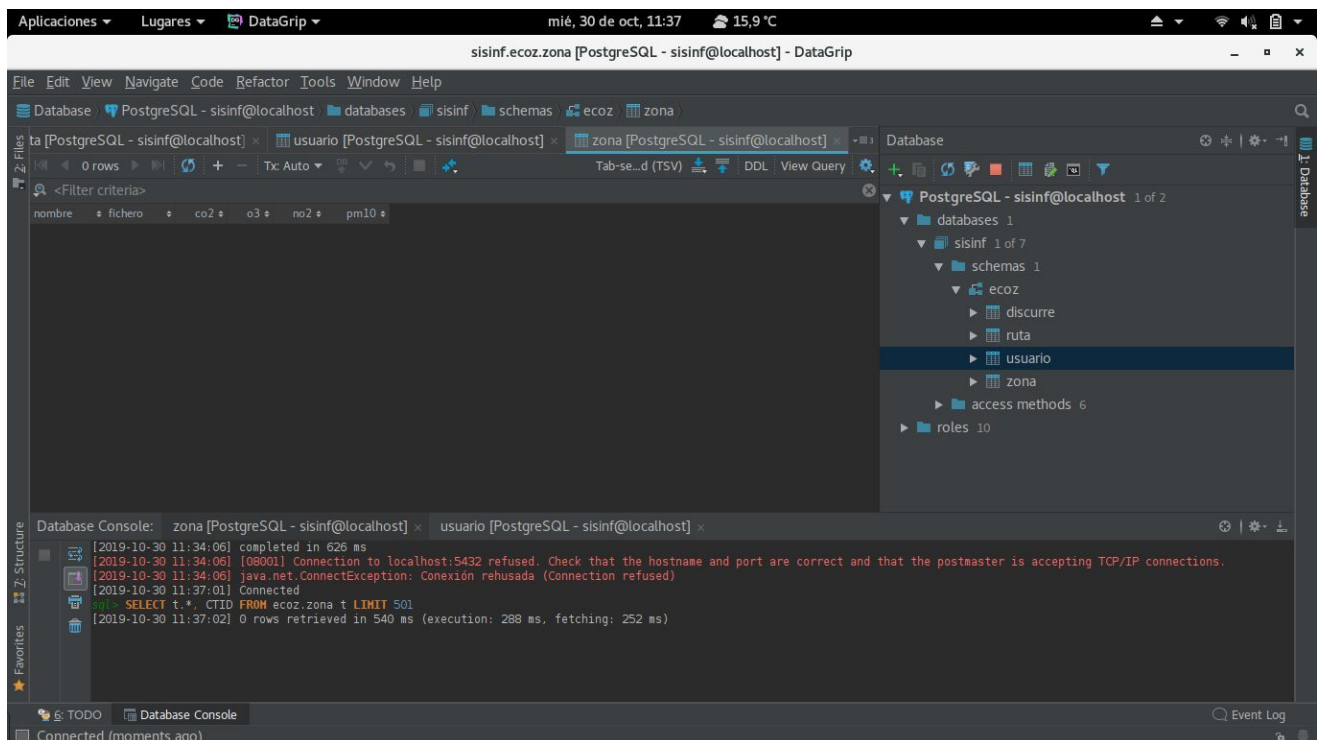 Aplicaciones Lugares DataGrip mié, 30 de oct, 11:37 15,9 °C
sisinf.ecoz.zona [PostgreSQL - sisinf@localhost] - DataGrip
File Edit View Navigate Code Refactor Tools Window Help
Database PostgreSQL - sisinf@localhost databases sisinf schemas ecoz zona
ta [PostgreSQL - sisinf@localhost] usuario [PostgreSQL - sisinf@localhost] zona [PostgreSQL - sisinf@localhost]
0 rows Tx: Auto Tab-se...d (TSV) DDL View Query
<Filter criteria>
nombre fichero co2 o3 no2 pm10
Database
PostgreSQL - sisinf@localhost 1 of 2
databases 1
sisinf 1 of 7
schemas 1
ecoz
discurre
ruta
usuario
zona
access methods 6
roles 10
2: Files
1: Database
Database Console: zona [PostgreSQL - sisinf@localhost] usuario [PostgreSQL - sisinf@localhost]
[2019-10-30 11:34:06] completed in 626 ms
[2019-10-30 11:34:06] [08001] Connection to localhost:5432 refused. Check that the hostname and port are correct and that the postmaster is accepting TCP/IP connections.
[2019-10-30 11:34:06] java.net.ConnectException: Conexión rehusada (Connection refused)
[2019-10-30 11:37:01] Connected
sql> SELECT t.*, CTID FROM ecoz.zona t LIMIT 501
[2019-10-30 11:37:02] 0 rows retrieved in 540 ms (execution: 288 ms, fetching: 252 ms)
7: Structure
Favorites
6: TODO Database Console Event Log
Connected (moments ago)